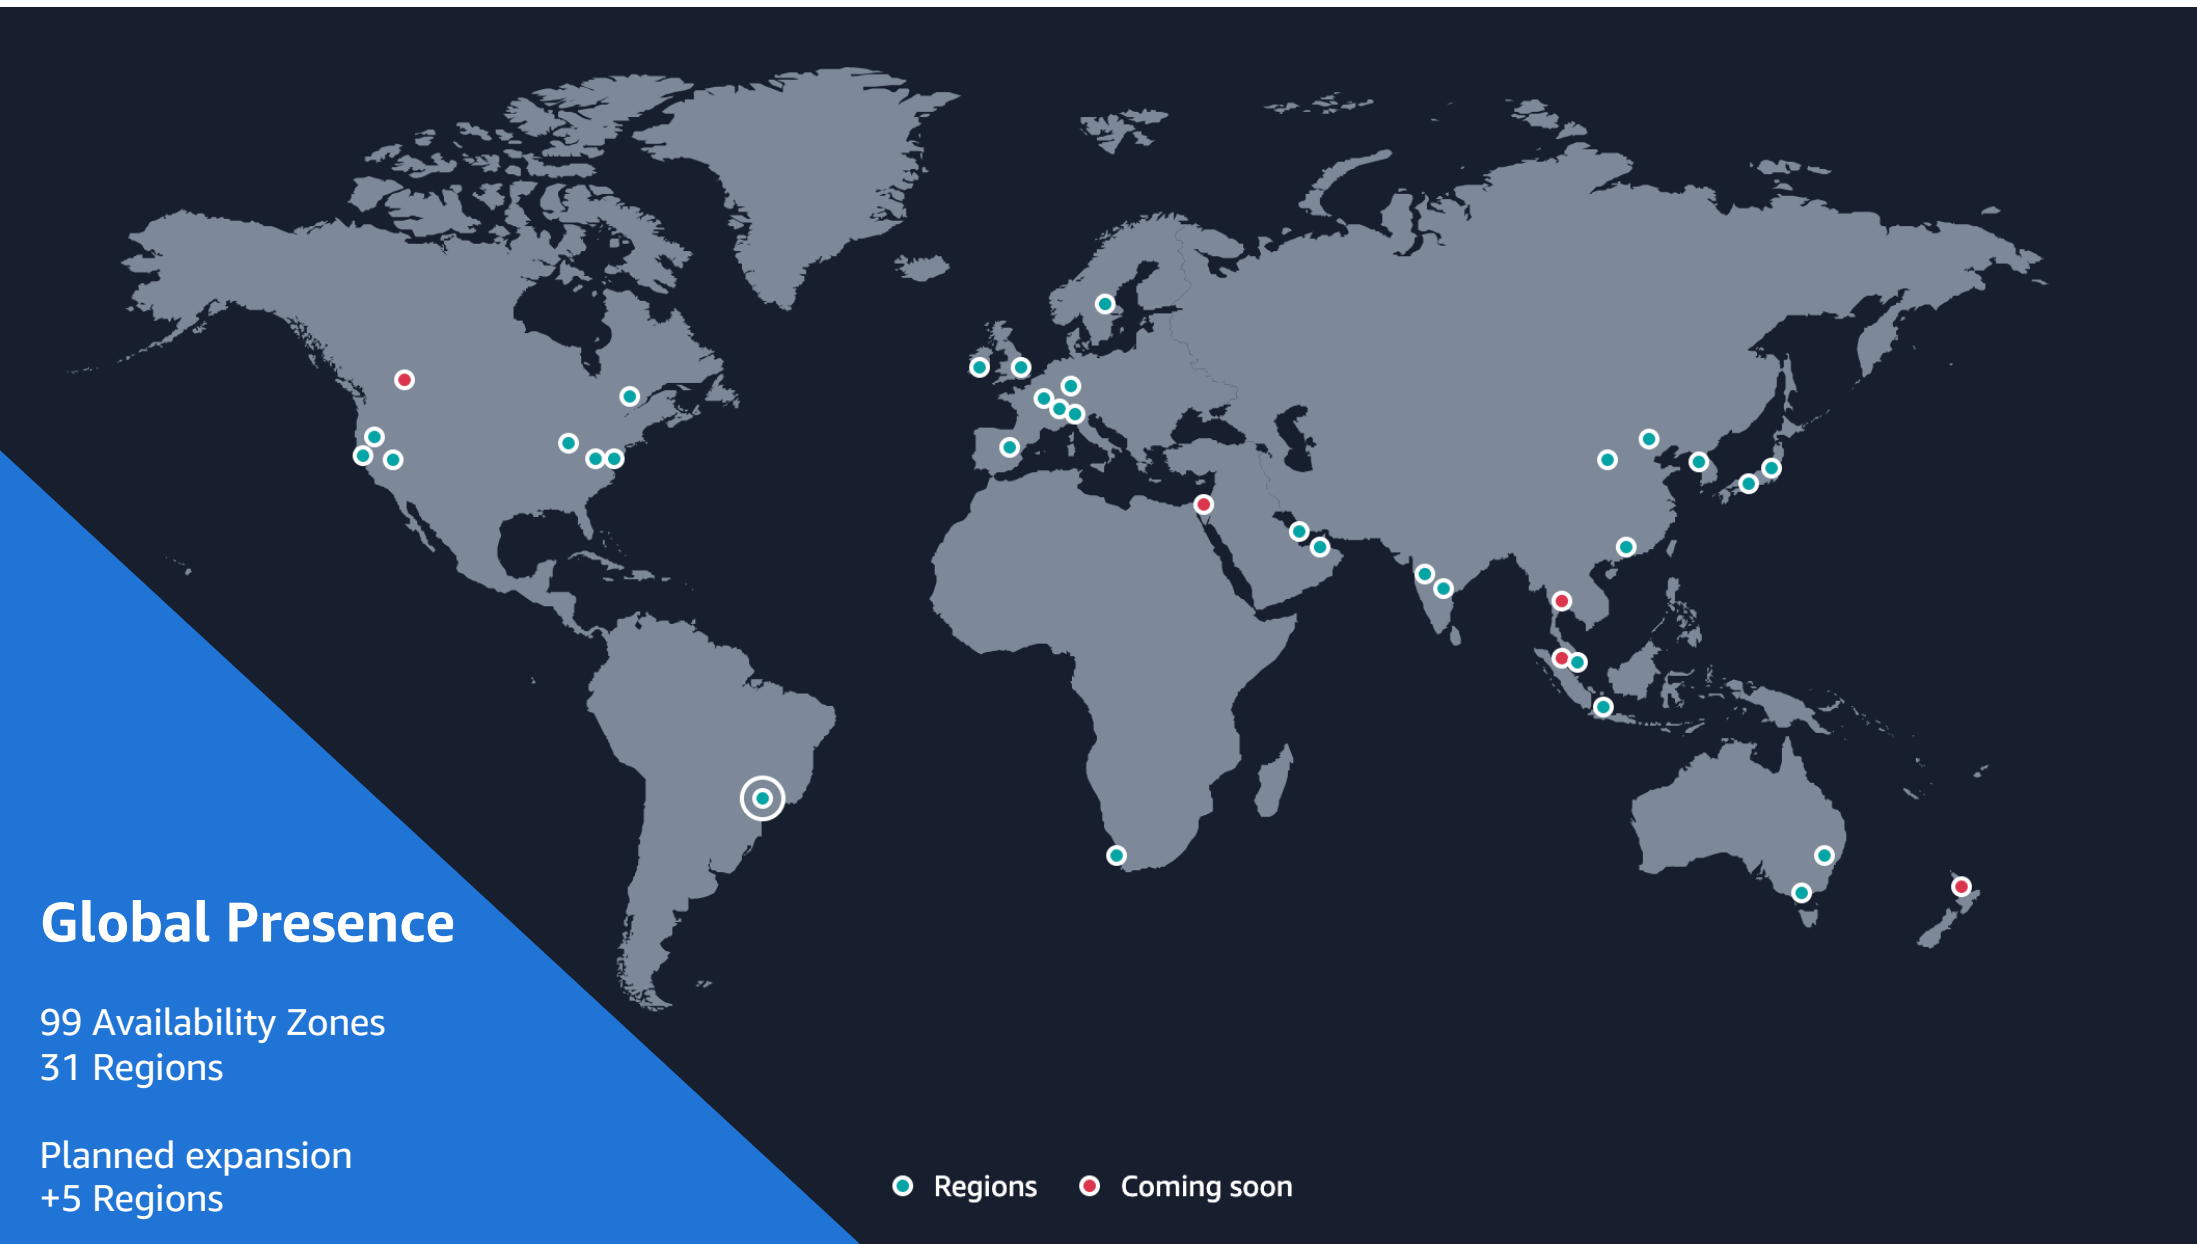 Global Presence
99 Availability Zones
31 Regions
Planned expansion
+5 Regions
Regions
Coming soon